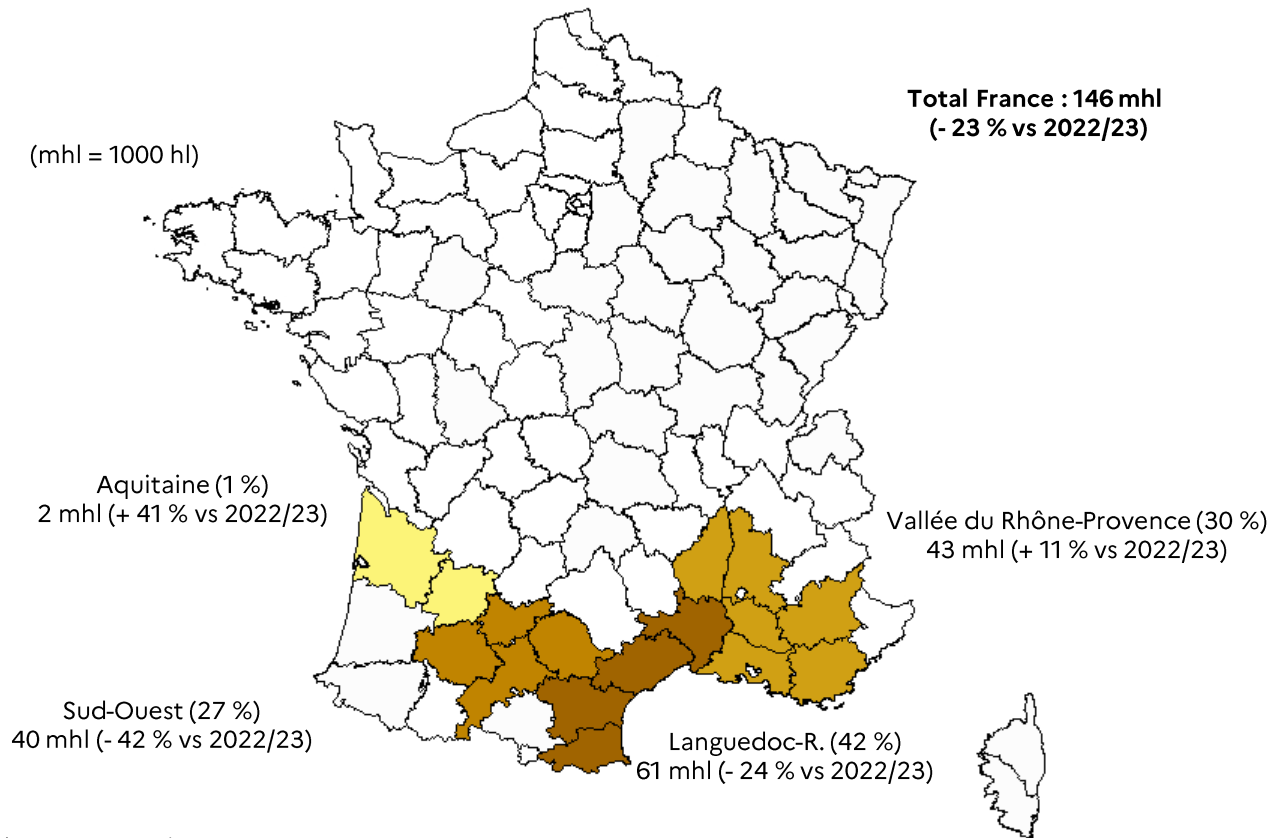 Total France : 146 mhl
(- 23 % vs 2022/23)
(mhl = 1000 hl)
Aquitaine (1 %)
2 mhl (+ 41 % vs 2022/23)
Vallée du Rhône-Provence (30 %)
43 mhl (+ 11 % vs 2022/23)
Sud-Ouest (27 %)
40 mhl (- 42 % vs 2022/23)
Languedoc-R. (42 %)
61 mhl (- 24 % vs 2022/23)